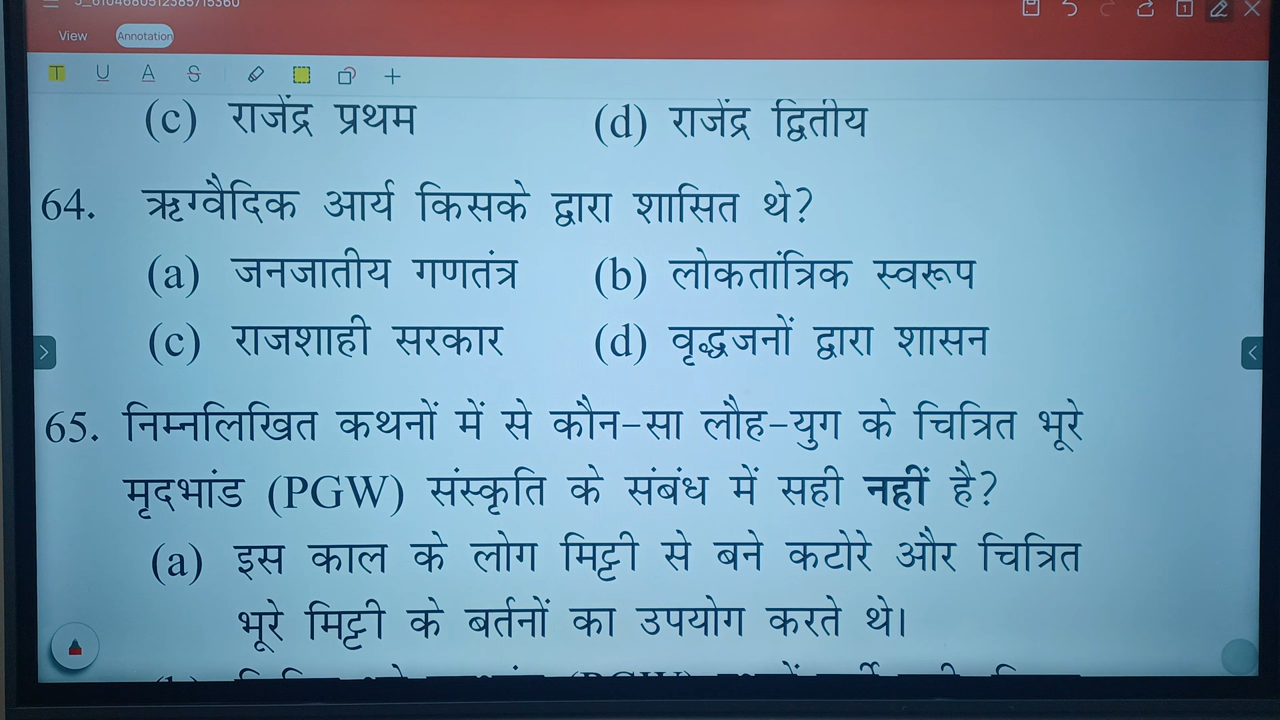 View Annotation
(c) राजेंद्र प्रथम (d) राजेंद्र द्वितीय
64. ऋग्वैदिक आर्य किसके द्वारा शासित थे?
(a) जनजातीय गणतंत्र (b) लोकतांत्रिक स्वरूप
(c) राजशाही सरकार (d) वृद्धजनों द्वारा शासन
65. निम्नलिखित कथनों में से कौन-सा लौह-युग के चित्रित भूरे
मृदभांड (PGW) संस्कृति के संबंध में सही नहीं है?
(a) इस काल के लोग मिट्टी से बने कटोरे और चित्रित
भूरे मिट्टी के बर्तनों का उपयोग करते थे।